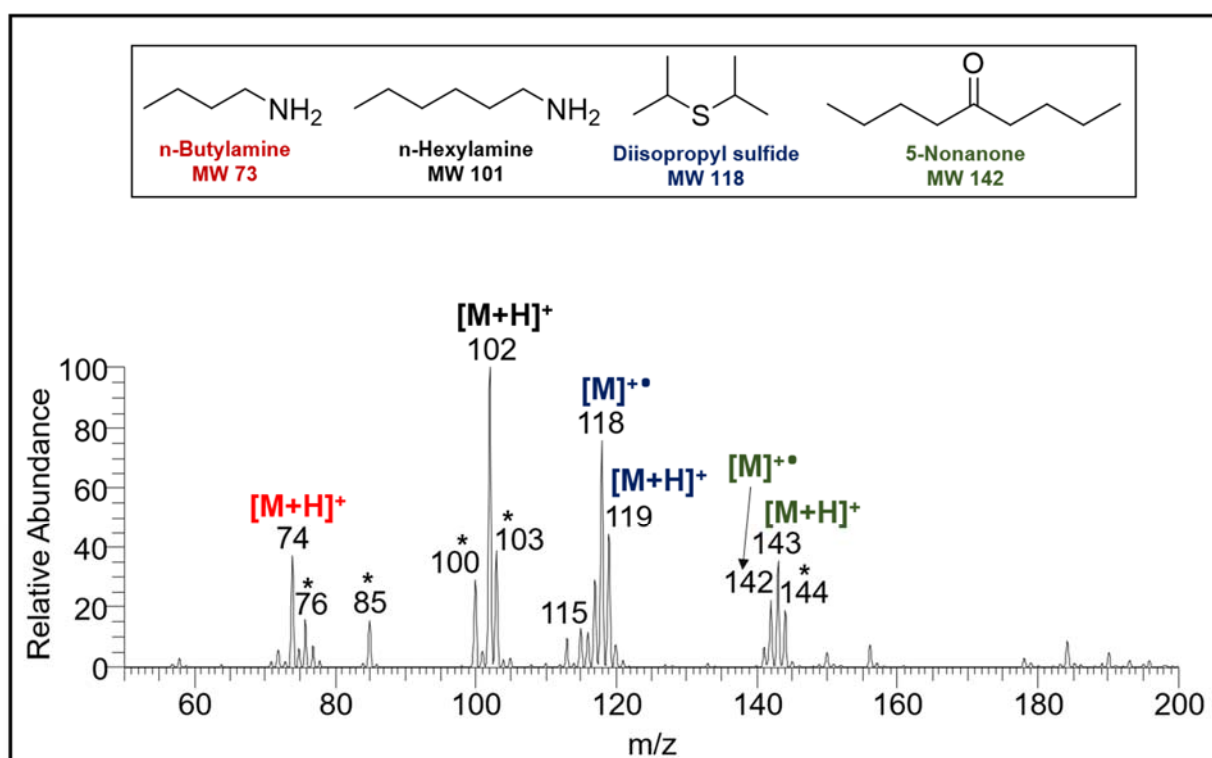 O
NH2
NH2
S
n-Butylamine
MW 73
n-Hexylamine
MW 101
Diisopropyl sulfide
MW 118
5-Nonanone
MW 142
[M+H]+
102
[M]+•
118
[M+H]+
119
[M]+•
[M+H]+
143
142
*
144
[M+H]+
74
*
76
*
85
*
100
*
103
115
Relative Abundance
100
80
60
40
20
0
60 80 100 120 140 160 180 200
m/z